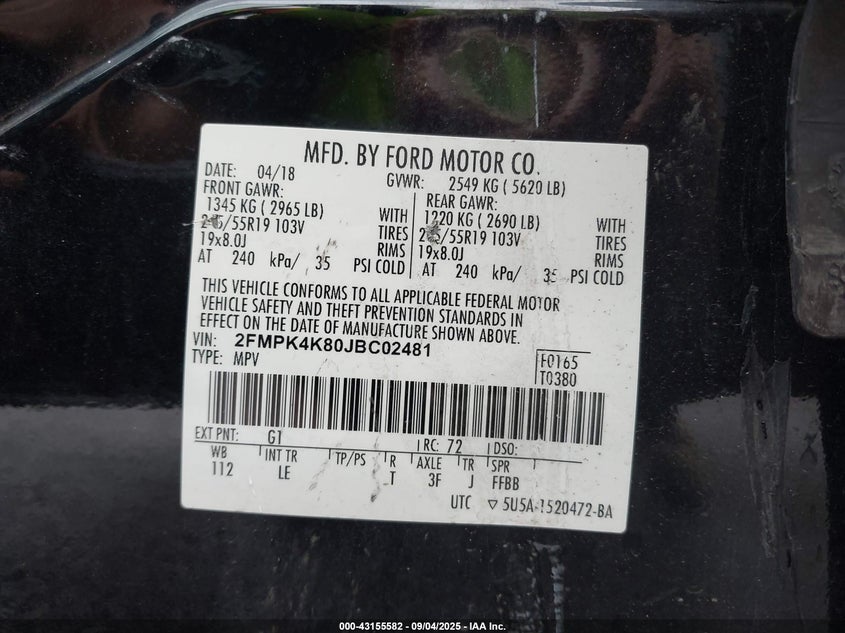 MFD. BY FORD MOTOR CO.
DATE: 04/18 GVWR: 2549 KG ( 5620 LB)
FRONT GAWR: REAR GAWR:
1345 KG ( 2965 LB) WITH 1220 KG ( 2690 LB) WITH
/55R19 103V TIRES /55R19 103V TIRES
19x8.0J RIMS 19x8.0J RIMS
AT 240 kPa/ 35 PSI COLD AT 240 kPa/ 35 PSI COLD
THIS VEHICLE CONFORMS TO ALL APPLICABLE FEDERAL MOTOR
VEHICLE SAFETY AND THEFT PREVENTION STANDARDS IN
EFFECT ON THE DATE OF MANUFACTURE SHOWN ABOVE.
VIN: 2FMPK4K80JBC02481
TYPE: MPV F0165
T0380
EXT PNT: G1 RC: 72 DSO:
WB INT TR TP/PS R AXLE TR SPR
112 LE T 3F J FFBB
UTC ▽ 5U5A-1520472-BA
000-43155582 - 09/04/2025 - IAA Inc.